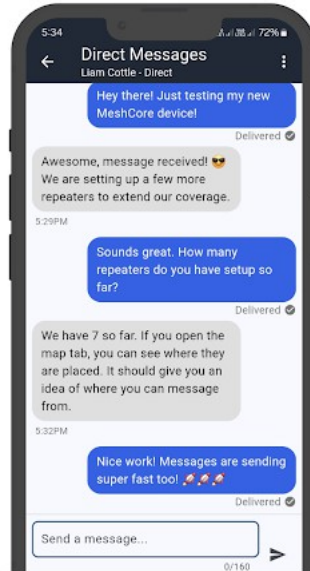 5:34
72%
Direct Messages
Liam Cottle - Direct
Hey there! Just testing my new
MeshCore device!
Delivered
Awesome, message received! 😎
We are setting up a few more
repeaters to extend our coverage.
5:29PM
Sounds great. How many
repeaters do you have setup so
far?
Delivered
We have 7 so far. If you open the
map tab, you can see where they
are placed. It should give you an
idea of where you can message
from.
5:32PM
Nice work! Messages are sending
super fast too! 🚀🚀🚀
Delivered
Send a message...
0/160